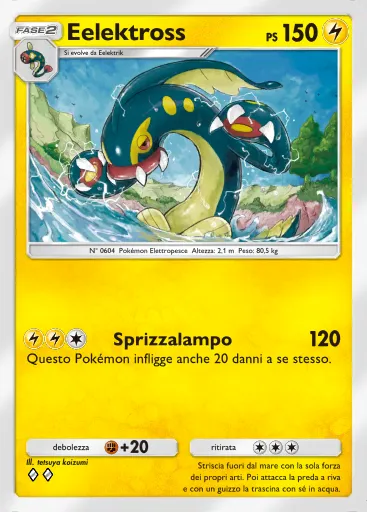 FASE 2
Eelektross
PS 150
Si evolve da Eelektrik
N° 0604 Pokémon Elettropesce Altezza: 2,1 m Peso: 80,5 kg
Sprizzalampo 120
Questo Pokémon infligge anche 20 danni a se stesso.
debolezza +20
ritirata
Ill. tetsuya koizumi
Striscia fuori dal mare con la sola forza
dei propri arti. Poi attacca la preda a riva
e con un guizzo la trascina con sé in acqua.